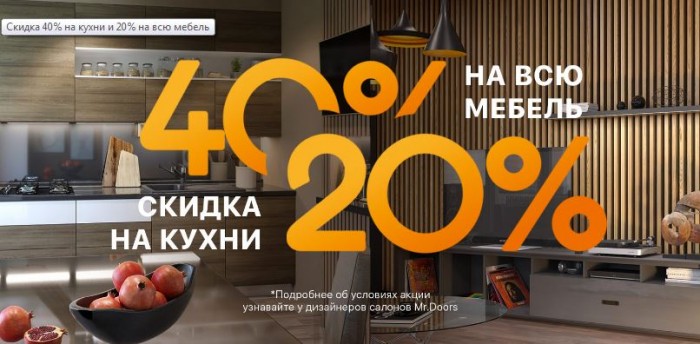 Скидка 40% на кухни и 20% на всю мебель
40%
НА ВСЮ
МЕБЕЛЬ
СКИДКА
НА КУХНИ
20%
*Подробнее об условиях акции
узнавайте у дизайнеров салонов Mr.Doors